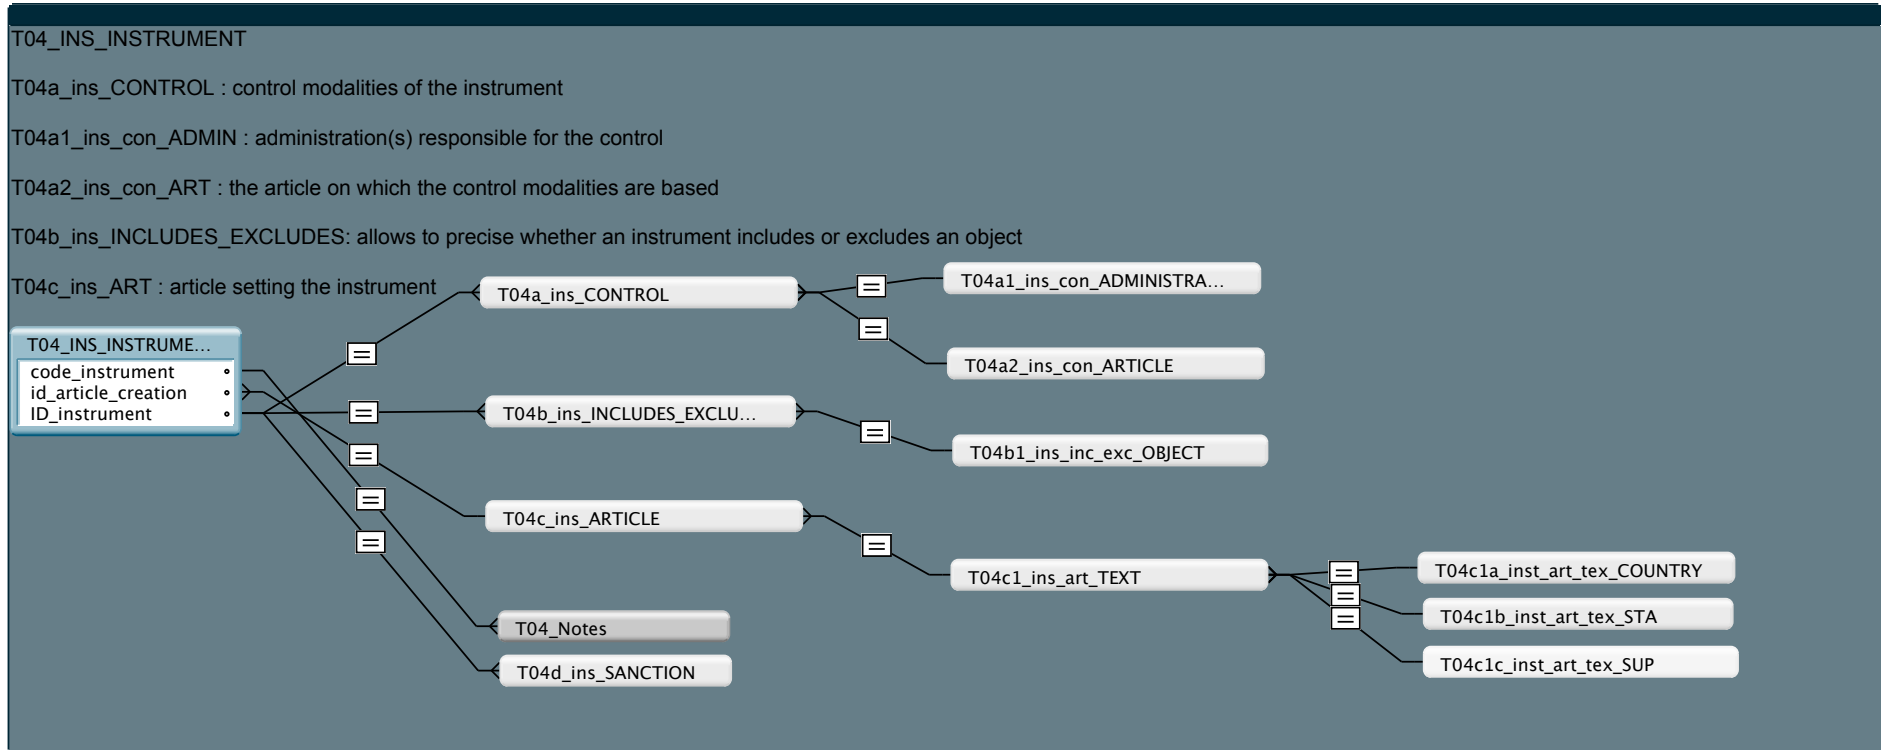 T04_INS_INSTRUMENT
T04a_ins_CONTROL : control modalities of the instrument
T04a1_ins_con_ADMIN : administration(s) responsible for the control
T04a2_ins_con_ART : the article on which the control modalities are based
T04b_ins_INCLUDES_EXCLUDES: allows to precise whether an instrument includes or excludes an object
T04c_ins_ART : article setting the instrument
T04a_ins_CONTROL
T04a1_ins_con_ADMINISTRA...
T04a2_ins_con_ARTICLE
T04_INS_INSTRUME...
code_instrument
id_article_creation
ID_instrument
T04b_ins_INCLUDES_EXCLU...
T04b1_ins_inc_exc_OBJECT
T04c_ins_ARTICLE
T04c1_ins_art_TEXT
T04c1a_inst_art_tex_COUNTRY
T04c1b_inst_art_tex_STA
T04c1c_inst_art_tex_SUP
T04_Notes
T04d_ins_SANCTION